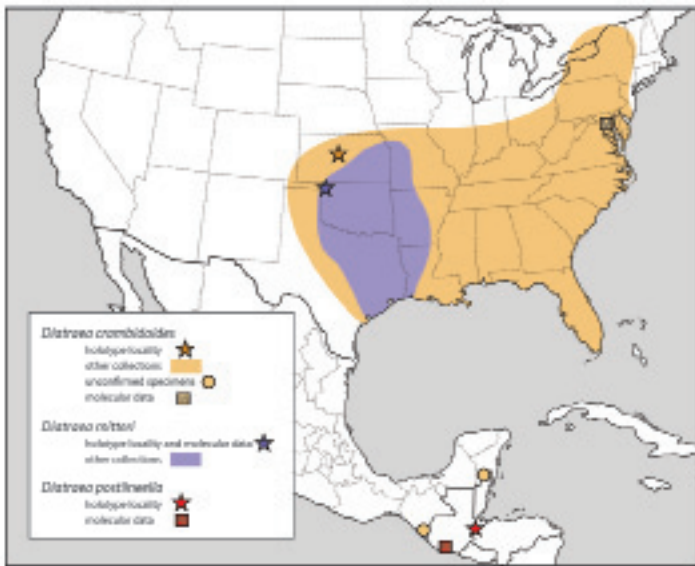 Diatraea crambidoides
holotype locality
other collections
unconfirmed specimens
molecular data
Diatraea mitteri
holotype locality and molecular data
other collections
Diatraea postlineella
holotype locality
molecular data